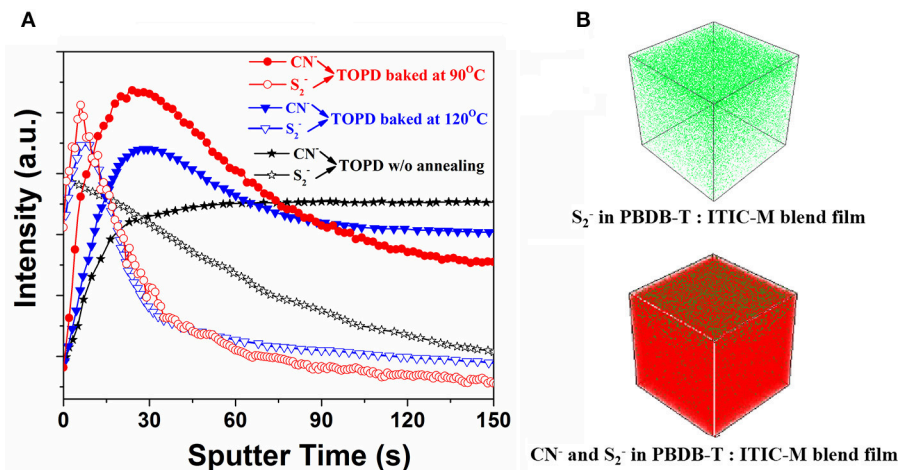 A
B
CN⁻
S₂⁻
TOPD baked at 90°C
CN⁻
S₂⁻
TOPD baked at 120°C
CN⁻
S₂⁻
TOPD w/o annealing
Intensity (a.u.)
0 30 60 90 120 150
Sputter Time (s)
S₂⁻ in PBDB-T : ITIC-M blend film
CN⁻ and S₂⁻ in PBDB-T : ITIC-M blend film